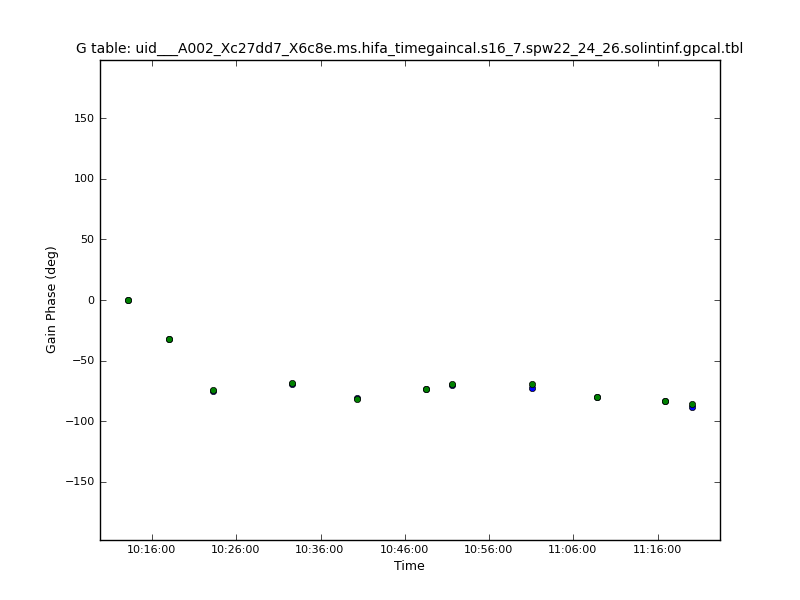 G table: uid___A002_Xc27dd7_X6c8e.ms.hifa_timegaincal.s16_7.spw22_24_26.solintinf.gpcal.tbl
150
100
50
0
−50
−100
−150
Gain Phase (deg)
10:16:00 10:26:00 10:36:00 10:46:00 10:56:00 11:06:00 11:16:00
Time